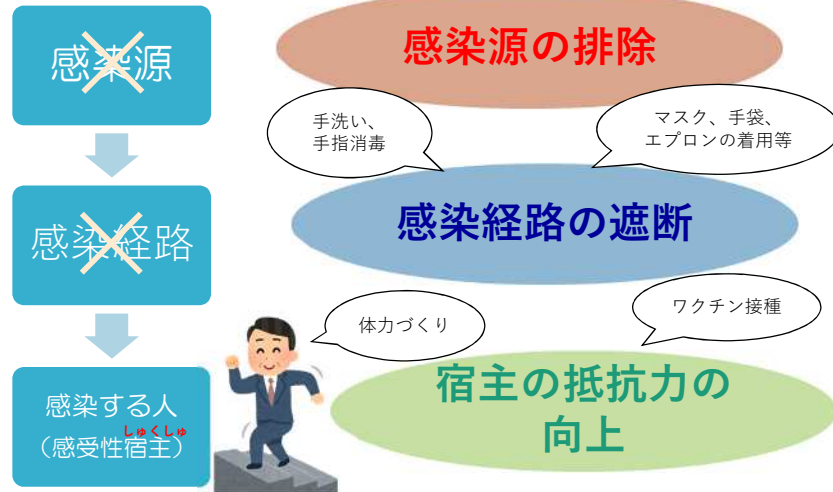 感染源
感染源の排除
手洗い、
手指消毒
マスク、手袋、
エプロンの着用等
感染経路
感染経路の遮断
体力づくり
ワクチン接種
感染する人
しゅくしゅ
（感受性宿主）
宿主の抵抗力の
向上